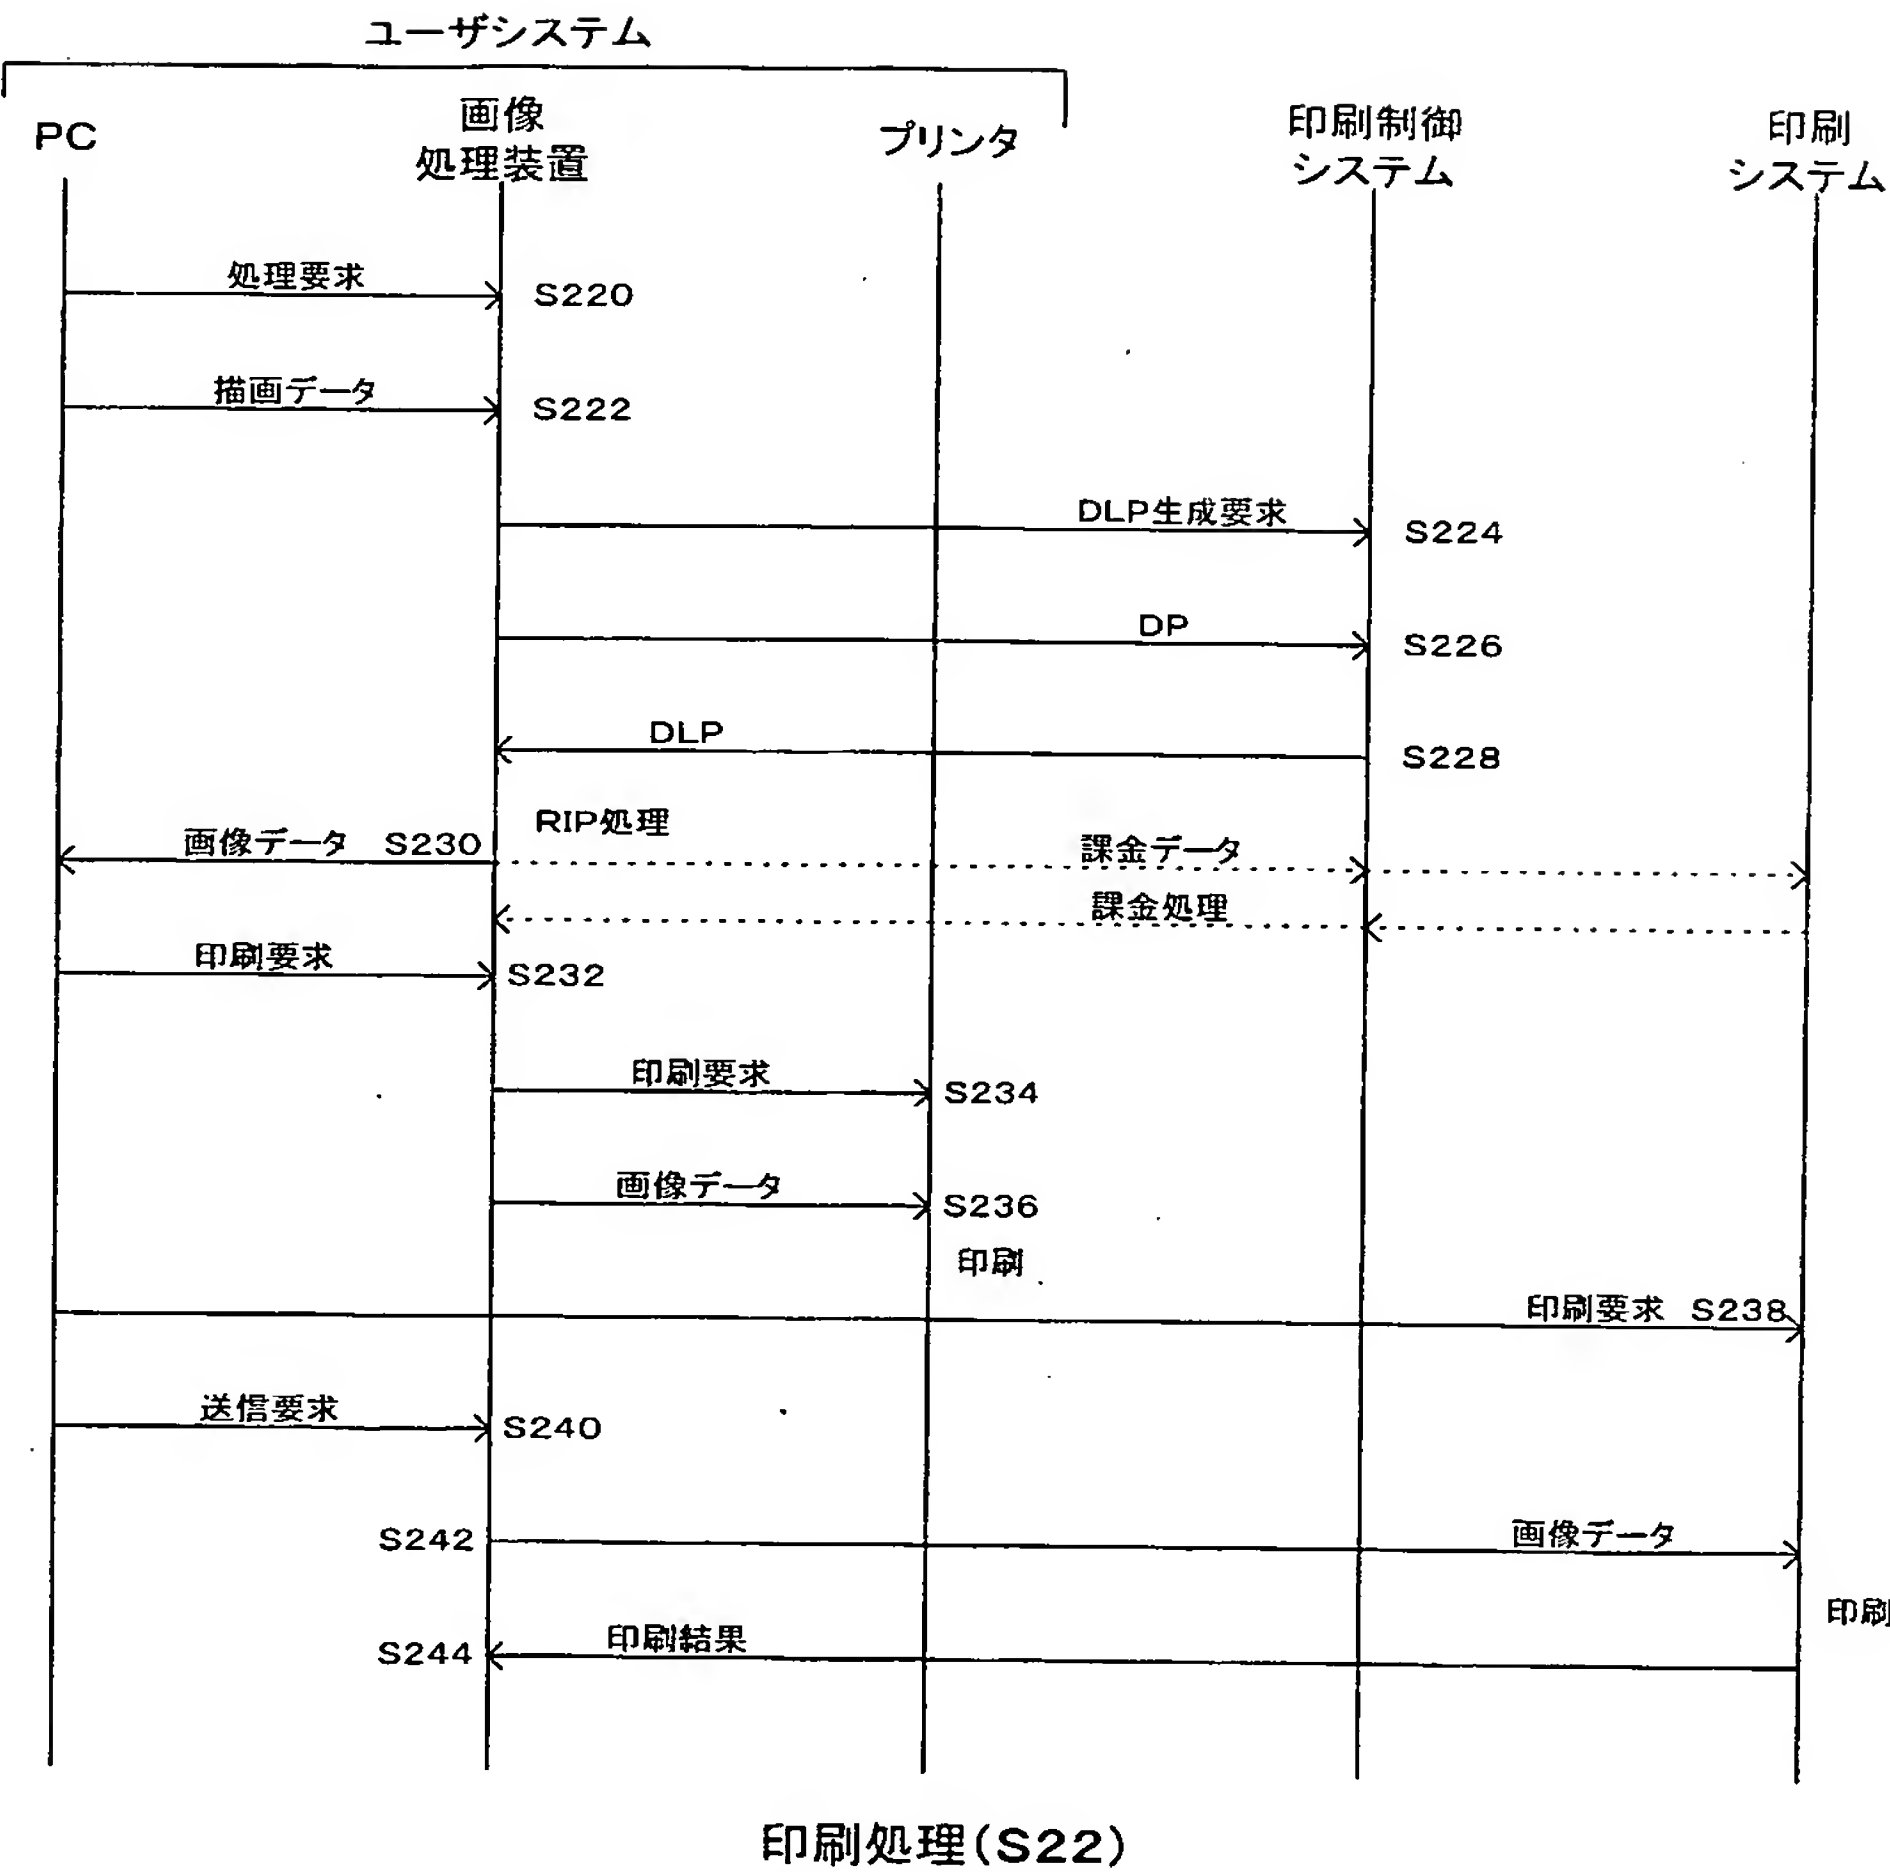 ユーザシステム
PC
画像
処理装置
プリンタ
印刷制御
システム
印刷
システム
処理要求
S220
描画データ
S222
DLP生成要求
S224
DP
S226
DLP
S228
RIP処理
画像データ S230
課金データ
課金処理
印刷要求
S232
印刷要求
S234
画像データ
S236
印刷
印刷要求 S238
送信要求
S240
S242
画像データ
印刷
S244
印刷結果
印刷処理(S22)